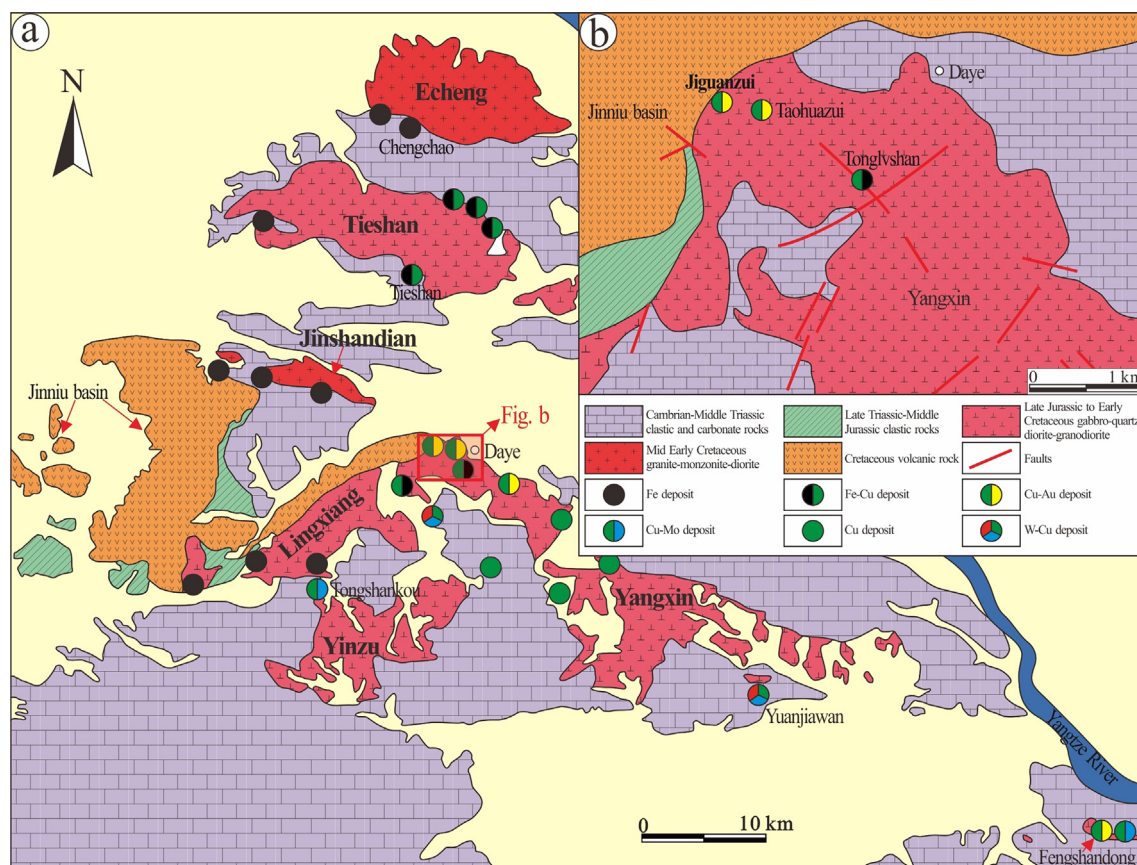 a
N
Echeng
Chengchao
Tieshan
Tieshan
Jinshandian
Jinniu basin
Fig. b
Daye
Lingxiang
Tongshankou
Yinzu
Yangxin
Yuanjiawan
Yangtze River
Fengshandong
0 10 km
b
Daye
Jiguanzui
Taohuazui
Jinniu basin
Tonglvshan
Yangxin
0 1 km
Cambrian-Middle Triassic
clastic and carbonate rocks
Late Triassic-Middle
Jurassic clastic rocks
Late Jurassic to Early
Cretaceous gabbro-quartz
diorite-granodiorite
Mid Early Cretaceous
granite-monzonite-diorite
Cretaceous volcanic rock
Faults
Fe deposit
Fe-Cu deposit
Cu-Au deposit
Cu-Mo deposit
Cu deposit
W-Cu deposit